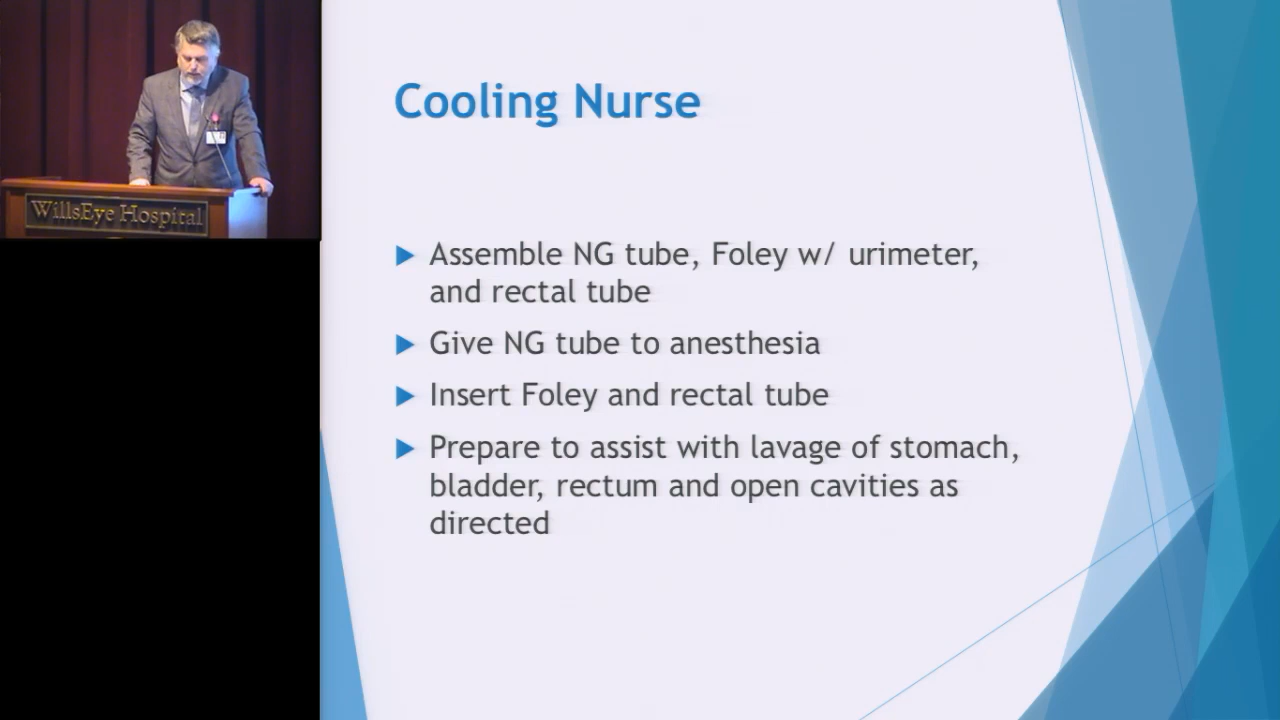 WillsEye Hospital
Cooling Nurse
Assemble NG tube, Foley w/ urimeter,
and rectal tube
Give NG tube to anesthesia
Insert Foley and rectal tube
Prepare to assist with lavage of stomach,
bladder, rectum and open cavities as
directed